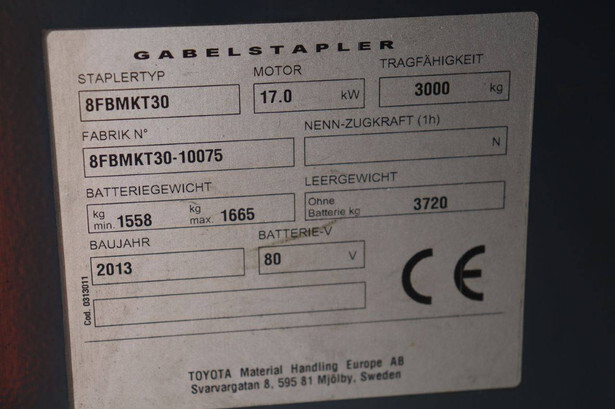 GABELSTAPLER
STAPLERTYP MOTOR TRAGFÄHIGKEIT
8FBMKT30 17.0 kW 3000 kg
FABRIK N° NENN-ZUGKRAFT (1h)
8FBMKT30-10075 N
BATTERIEGEWICHT LEERGEWICHT
kg min. 1558 kg max. 1665 Ohne Batterie kg 3720
BAUJAHR BATTERIE-V
2013 80 V
CE
Cod. 0313011
TOYOTA Material Handling Europe AB
Svarvargatan 8, 595 81 Mjölby, Sweden